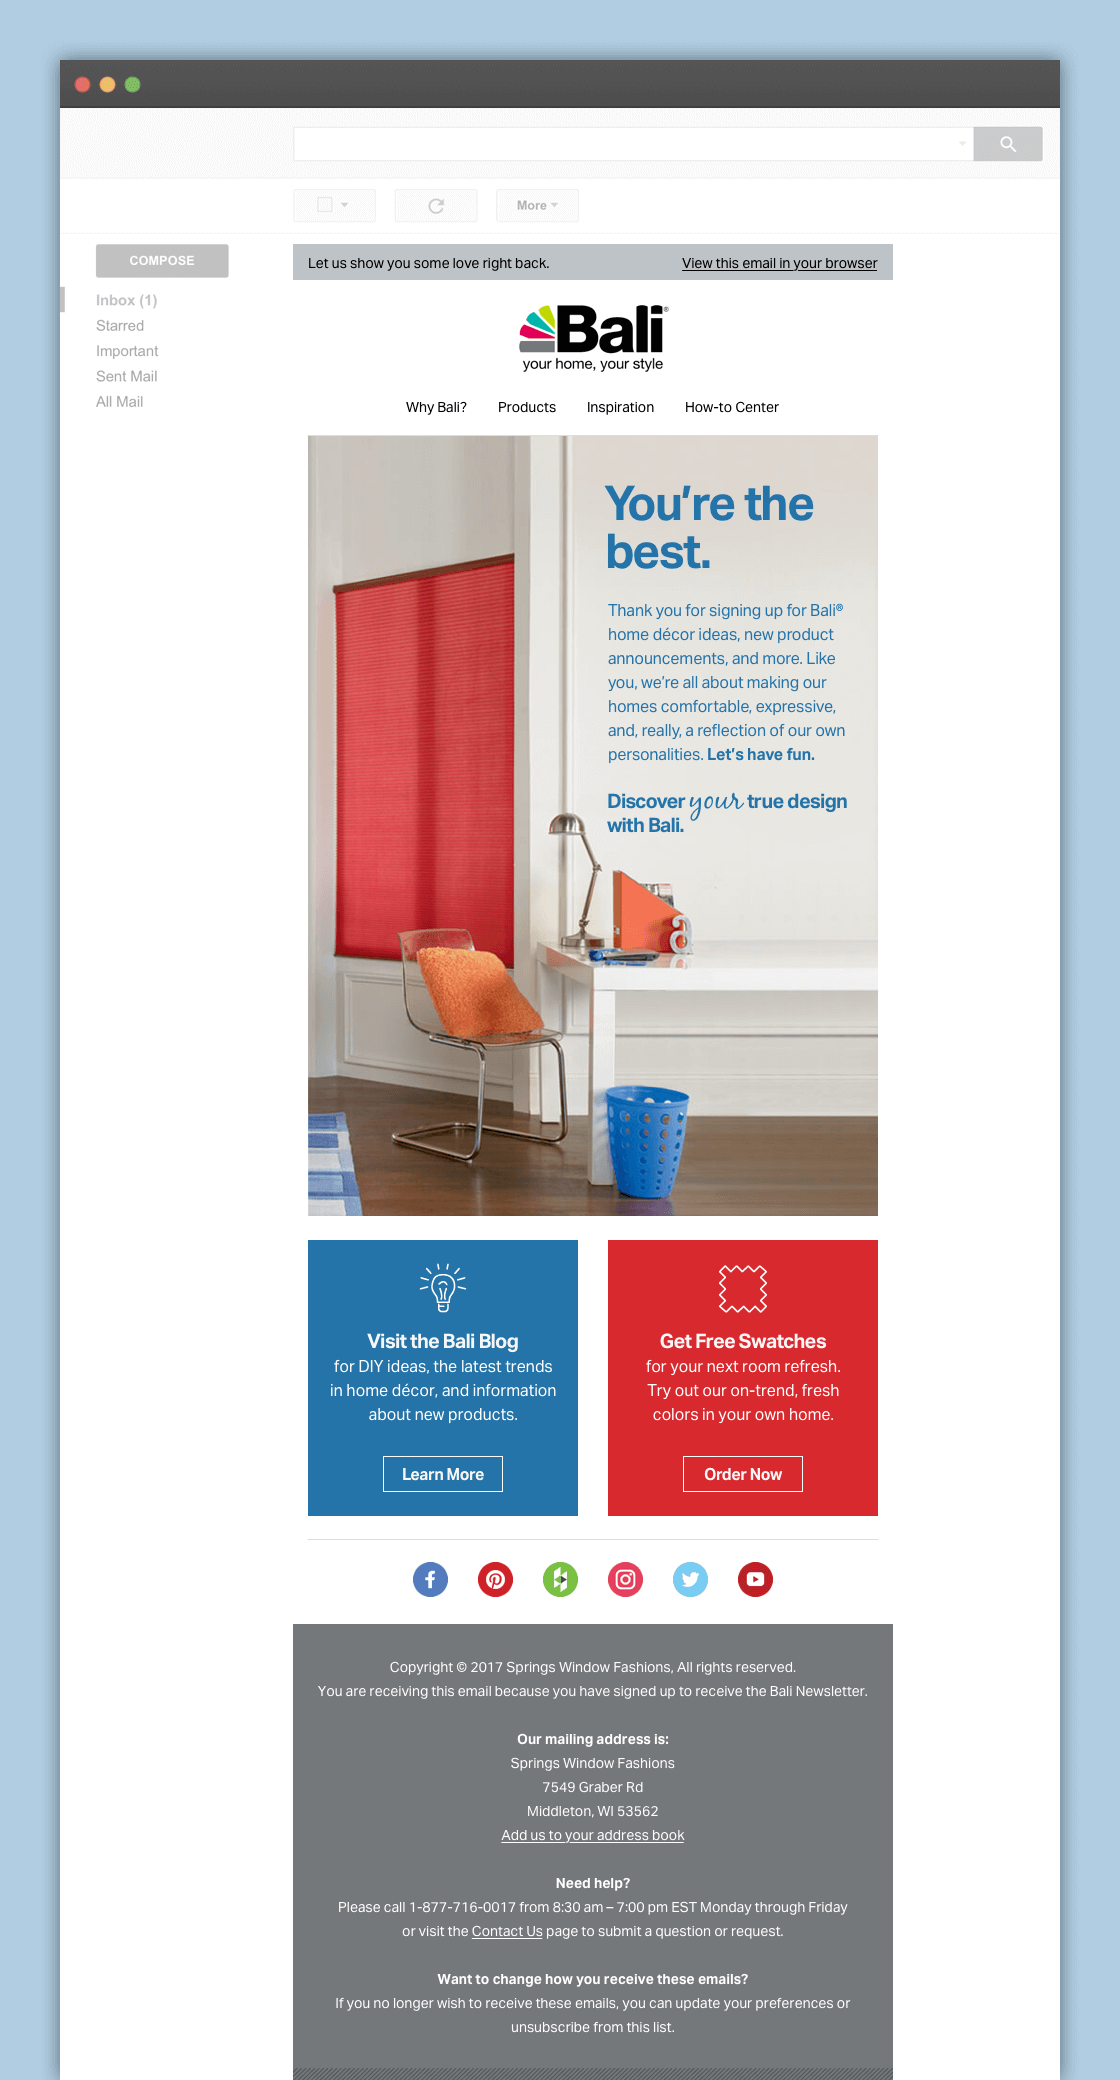 More
COMPOSE
Inbox (1)
Starred
Important
Sent Mail
All Mail
Let us show you some love right back.
View this email in your browser
Bali®
your home, your style
Why Bali?
Products
Inspiration
How-to Center
You’re the
best.
Thank you for signing up for Bali®
home décor ideas, new product
announcements, and more. Like
you, we’re all about making our
homes comfortable, expressive,
and, really, a reflection of our own
personalities. Let’s have fun.
Discover your true design
with Bali.
a
Visit the Bali Blog
for DIY ideas, the latest trends
in home décor, and information
about new products.
Learn More
Get Free Swatches
for your next room refresh.
Try out our on-trend, fresh
colors in your own home.
Order Now
Copyright © 2017 Springs Window Fashions, All rights reserved.
You are receiving this email because you have signed up to receive the Bali Newsletter.
Our mailing address is:
Springs Window Fashions
7549 Graber Rd
Middleton, WI 53562
Add us to your address book
Need help?
Please call 1-877-716-0017 from 8:30 am – 7:00 pm EST Monday through Friday
or visit the Contact Us page to submit a question or request.
Want to change how you receive these emails?
If you no longer wish to receive these emails, you can update your preferences or
unsubscribe from this list.